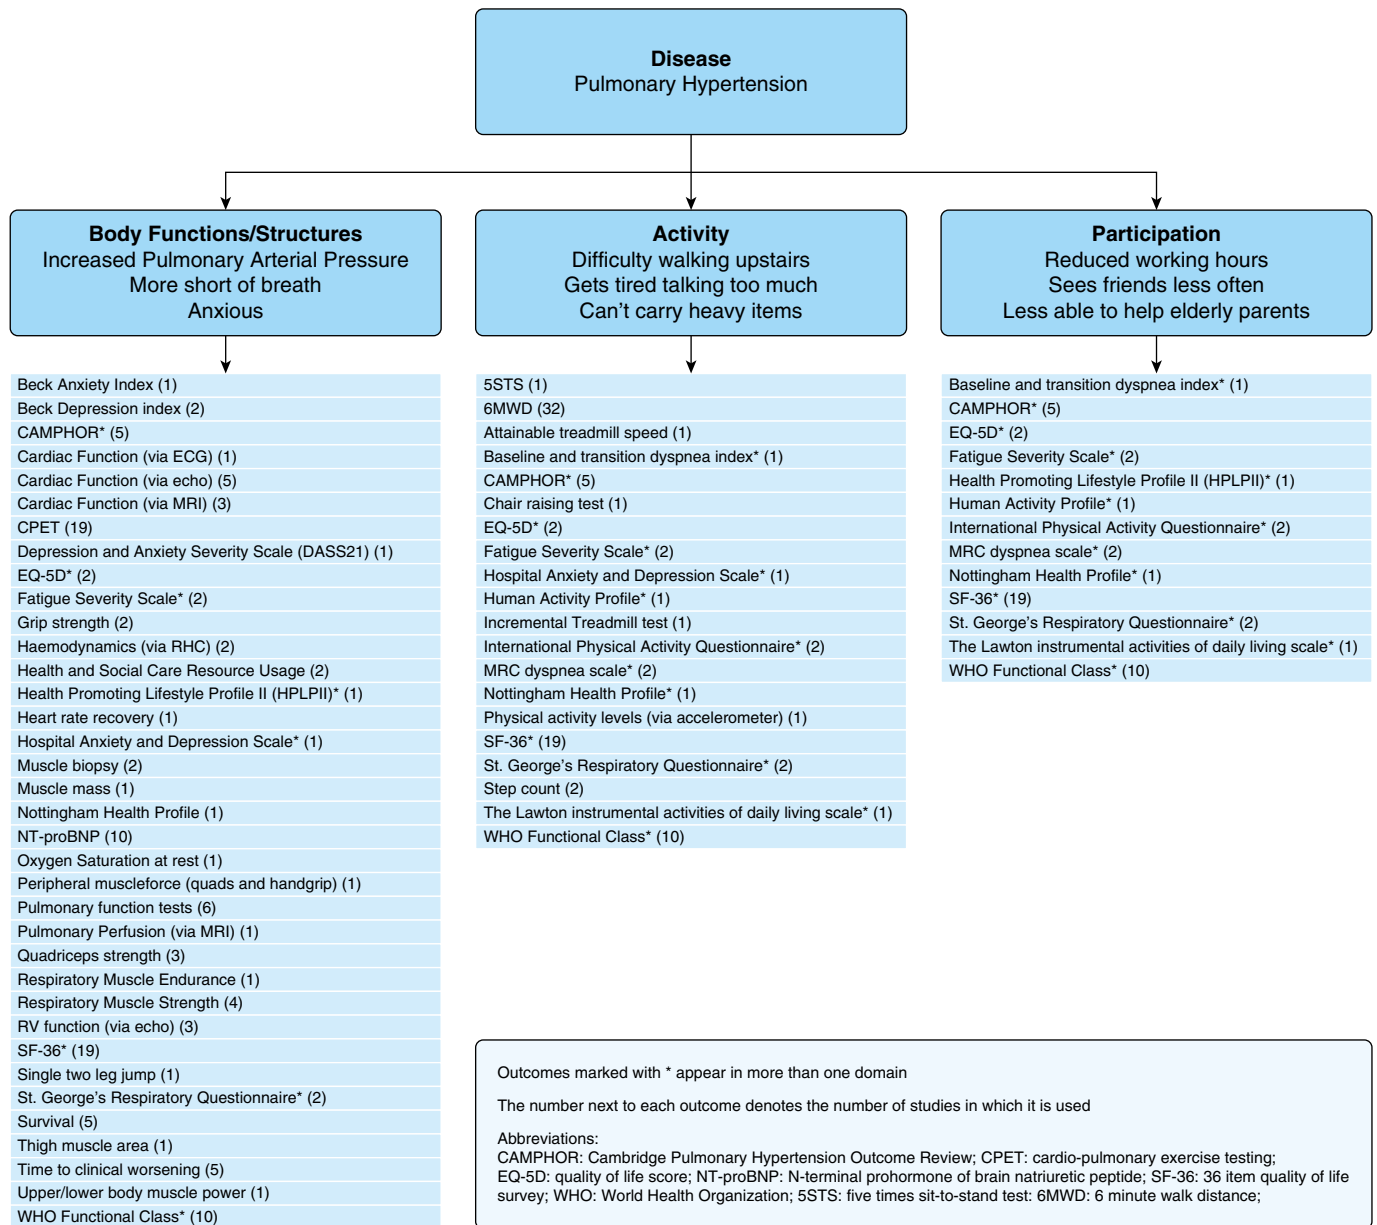 Disease
Pulmonary Hypertension
Body Functions/Structures
Increased Pulmonary Arterial Pressure
More short of breath
Anxious
Activity
Difficulty walking upstairs
Gets tired talking too much
Can't carry heavy items
Participation
Reduced working hours
Sees friends less often
Less able to help elderly parents
Beck Anxiety Index (1)
Beck Depression index (2)
CAMPHOR* (5)
Cardiac Function (via ECG) (1)
Cardiac Function (via echo) (5)
Cardiac Function (via MRI) (3)
CPET (19)
Depression and Anxiety Severity Scale (DASS21) (1)
EQ-5D* (2)
Fatigue Severity Scale* (2)
Grip strength (2)
Haemodynamics (via RHC) (2)
Health and Social Care Resource Usage (2)
Health Promoting Lifestyle Profile II (HPLPII)* (1)
Heart rate recovery (1)
Hospital Anxiety and Depression Scale* (1)
Muscle biopsy (2)
Muscle mass (1)
Nottingham Health Profile (1)
NT-proBNP (10)
Oxygen Saturation at rest (1)
Peripheral muscleforce (quads and handgrip) (1)
Pulmonary function tests (6)
Pulmonary Perfusion (via MRI) (1)
Quadriceps strength (3)
Respiratory Muscle Endurance (1)
Respiratory Muscle Strength (4)
RV function (via echo) (3)
SF-36* (19)
Single two leg jump (1)
St. George's Respiratory Questionnaire* (2)
Survival (5)
Thigh muscle area (1)
Time to clinical worsening (5)
Upper/lower body muscle power (1)
WHO Functional Class* (10)
5STS (1)
6MWD (32)
Attainable treadmill speed (1)
Baseline and transition dyspnea index* (1)
CAMPHOR* (5)
Chair raising test (1)
EQ-5D* (2)
Fatigue Severity Scale* (2)
Hospital Anxiety and Depression Scale* (1)
Human Activity Profile* (1)
Incremental Treadmill test (1)
International Physical Activity Questionnaire* (2)
MRC dyspnea scale* (2)
Nottingham Health Profile* (1)
Physical activity levels (via accelerometer) (1)
SF-36* (19)
St. George's Respiratory Questionnaire* (2)
Step count (2)
The Lawton instrumental activities of daily living scale* (1)
WHO Functional Class* (10)
Baseline and transition dyspnea index* (1)
CAMPHOR* (5)
EQ-5D* (2)
Fatigue Severity Scale* (2)
Health Promoting Lifestyle Profile II (HPLPII)* (1)
Human Activity Profile* (1)
International Physical Activity Questionnaire* (2)
MRC dyspnea scale* (2)
Nottingham Health Profile* (1)
SF-36* (19)
St. George's Respiratory Questionnaire* (2)
The Lawton instrumental activities of daily living scale* (1)
WHO Functional Class* (10)
Outcomes marked with * appear in more than one domain
The number next to each outcome denotes the number of studies in which it is used
Abbreviations:
CAMPHOR: Cambridge Pulmonary Hypertension Outcome Review; CPET: cardio-pulmonary exercise testing;
EQ-5D: quality of life score; NT-proBNP: N-terminal prohormone of brain natriuretic peptide; SF-36: 36 item quality of life
survey; WHO: World Health Organization; 5STS: five times sit-to-stand test: 6MWD: 6 minute walk distance;